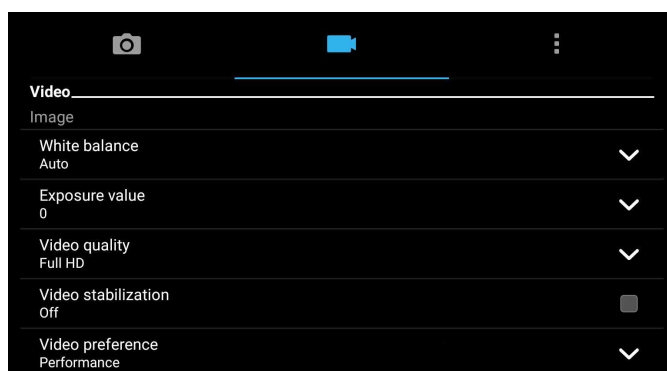 Video
Image
White balance
Auto
Exposure value
0
Video quality
Full HD
Video stabilization
Off
Video preference
Performance